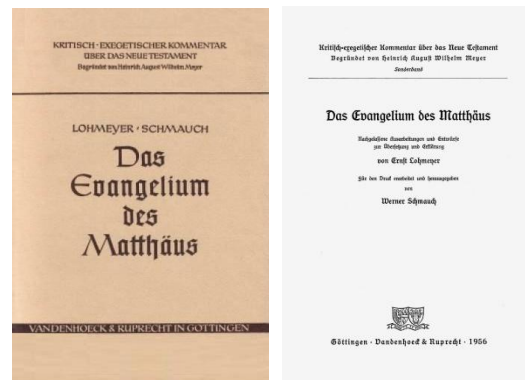 KRITISCH · EXEGETISCHER KOMMENTAR
ÜBER DAS NEUE TESTAMENT
Begründet von Heinrich August Wilhelm Meyer
LOHMEYER · SCHMAUCH
Das
Evangelium
des
Matthäus
VANDENHOECK & RUPRECHT IN GÖTTINGEN
Kritisch-exegetischer Kommentar über das Neue Testament
Begründet von Heinrich August Wilhelm Meyer
Sonderband
Das Evangelium des Matthäus
Nachgelassene Ausarbeitungen und Entwürfe
zur Übersetzung und Erklärung
von Ernst Lohmeyer
Für den Druck erarbeitet und herausgegeben
von
Werner Schmauch
Göttingen · Vandenhoeck & Ruprecht · 1956